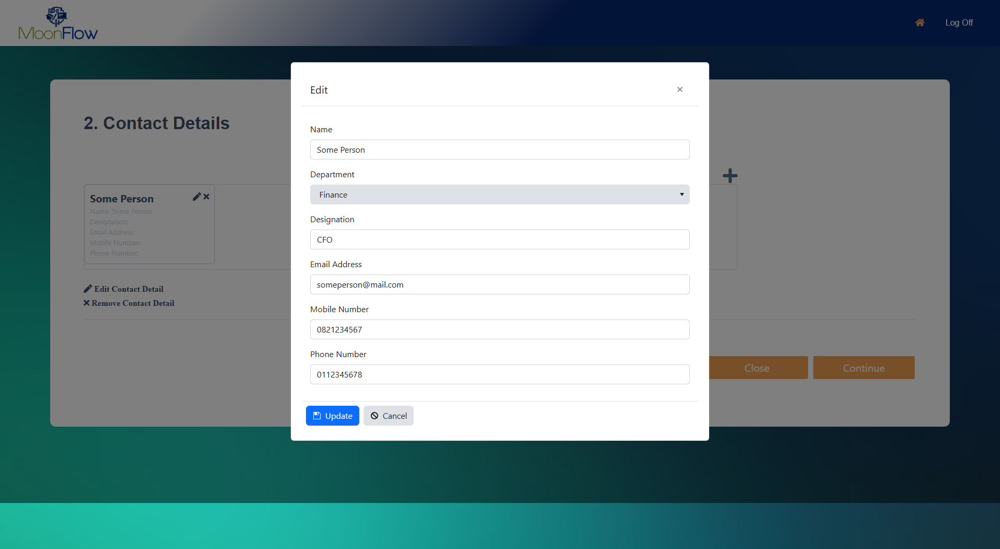 MoonFlow
Log Off
Edit
×
2. Contact Details
Name
Some Person
Department
Finance
Designation
CFO
Email Address
someperson@mail.com
Mobile Number
0821234567
Phone Number
0112345678
Update
Cancel
Some Person
Name: Some Person
Designation:
Email Address:
Mobile Number:
Phone Number:
Edit Contact Detail
Remove Contact Detail
Close
Continue